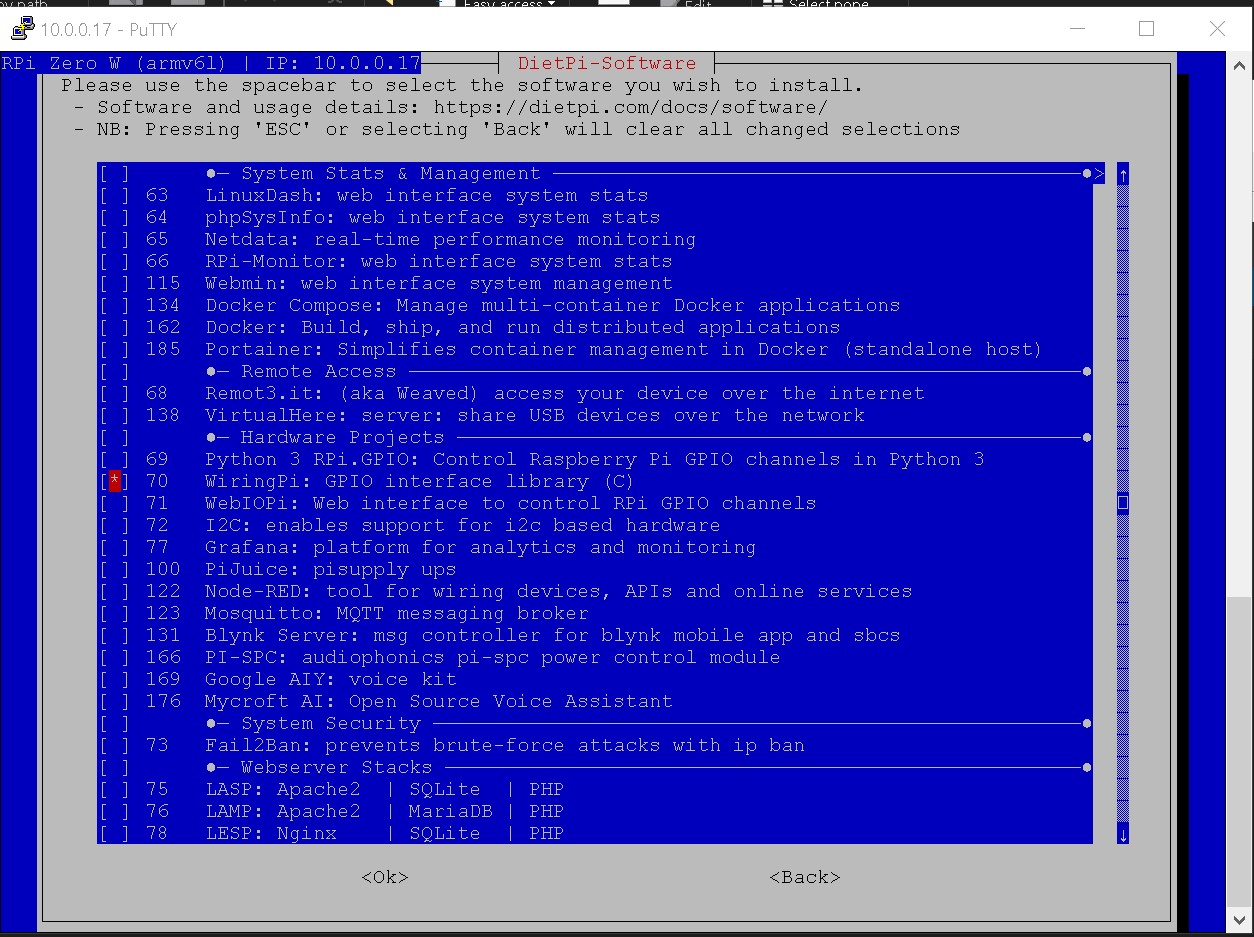 Easy access
Edit
Select none
10.0.0.17 - PuTTY
RPi Zero W (armv6l) | IP: 10.0.0.17
DietPi-Software
Please use the spacebar to select the software you wish to install.
- Software and usage details: https://dietpi.com/docs/software/
- NB: Pressing 'ESC' or selecting 'Back' will clear all changed selections
[ ] ●─ System Stats & Management ─●>
[ ] 63 LinuxDash: web interface system stats
[ ] 64 phpSysInfo: web interface system stats
[ ] 65 Netdata: real-time performance monitoring
[ ] 66 RPi-Monitor: web interface system stats
[ ] 115 Webmin: web interface system management
[ ] 134 Docker Compose: Manage multi-container Docker applications
[ ] 162 Docker: Build, ship, and run distributed applications
[ ] 185 Portainer: Simplifies container management in Docker (standalone host)
[ ] ●─ Remote Access ─●
[ ] 68 Remot3.it: (aka Weaved) access your device over the internet
[ ] 138 VirtualHere: server: share USB devices over the network
[ ] ●─ Hardware Projects ─●
[ ] 69 Python 3 RPi.GPIO: Control Raspberry Pi GPIO channels in Python 3
[*] 70 WiringPi: GPIO interface library (C)
[ ] 71 WebIOPi: Web interface to control RPi GPIO channels
[ ] 72 I2C: enables support for i2c based hardware
[ ] 77 Grafana: platform for analytics and monitoring
[ ] 100 PiJuice: pisupply ups
[ ] 122 Node-RED: tool for wiring devices, APIs and online services
[ ] 123 Mosquitto: MQTT messaging broker
[ ] 131 Blynk Server: msg controller for blynk mobile app and sbcs
[ ] 166 PI-SPC: audiophonics pi-spc power control module
[ ] 169 Google AIY: voice kit
[ ] 176 Mycroft AI: Open Source Voice Assistant
[ ] ●─ System Security ─●
[ ] 73 Fail2Ban: prevents brute-force attacks with ip ban
[ ] ●─ Webserver Stacks ─●
[ ] 75 LASP: Apache2 | SQLite | PHP
[ ] 76 LAMP: Apache2 | MariaDB | PHP
[ ] 78 LESP: Nginx | SQLite | PHP
<Ok> <Back>